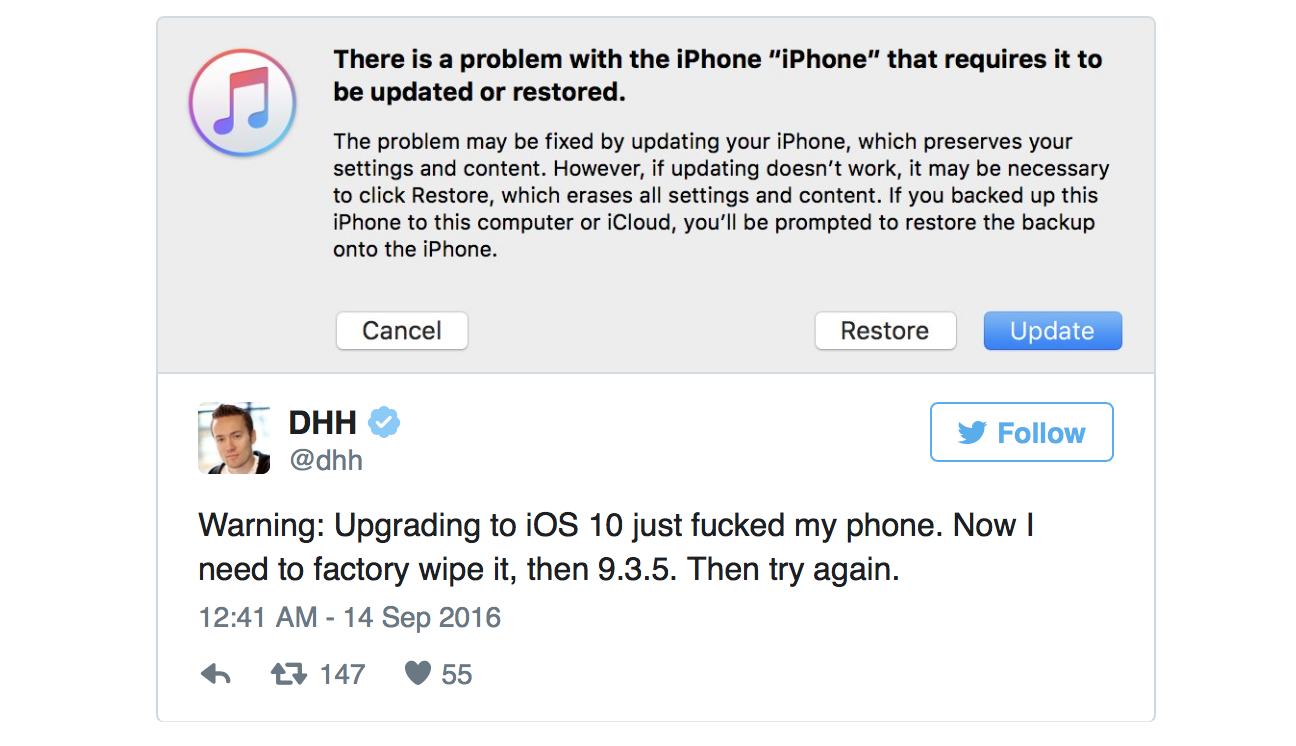 There is a problem with the iPhone “iPhone” that requires it to
be updated or restored.
The problem may be fixed by updating your iPhone, which preserves your
settings and content. However, if updating doesn’t work, it may be necessary
to click Restore, which erases all settings and content. If you backed up this
iPhone to this computer or iCloud, you’ll be prompted to restore the backup
onto the iPhone.
Cancel
Restore
Update
DHH
@dhh
Follow
Warning: Upgrading to iOS 10 just fucked my phone. Now I
need to factory wipe it, then 9.3.5. Then try again.
12:41 AM - 14 Sep 2016
147
55